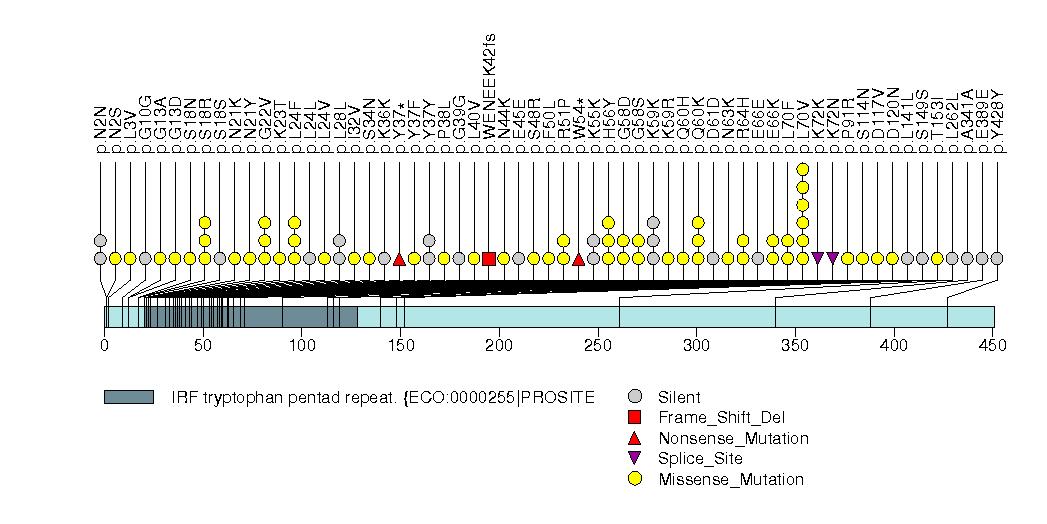 p.N2N
p.N2S
p.L3V
p.G10G
p.G13A
p.G13D
p.S18N
p.S18R
p.S18S
p.N21K
p.N21Y
p.G22V
p.K23T
p.L24F
p.L24L
p.L24V
p.L28L
p.I32V
p.S34N
p.K36K
p.Y37*
p.Y37F
p.Y37Y
p.P38L
p.G39G
p.L40V
p.WENEEK42fs
p.N44K
p.E45E
p.S48R
p.F50L
p.R51P
p.W54*
p.K55K
p.H56Y
p.G58D
p.G58S
p.K59K
p.K59R
p.Q60H
p.Q60K
p.D61D
p.N63K
p.R64H
p.E66E
p.E66K
p.L70F
p.L70V
p.K72K
p.K72N
p.P91R
p.S114N
p.D117V
p.D120N
p.L141L
p.S149S
p.T153I
p.L262L
p.A341A
p.E389E
p.Y428Y
0 50 100 150 200 250 300 350 400 450
IRF tryptophan pentad repeat. {ECO:0000255|PROSITE
Silent
Frame_Shift_Del
Nonsense_Mutation
Splice_Site
Missense_Mutation